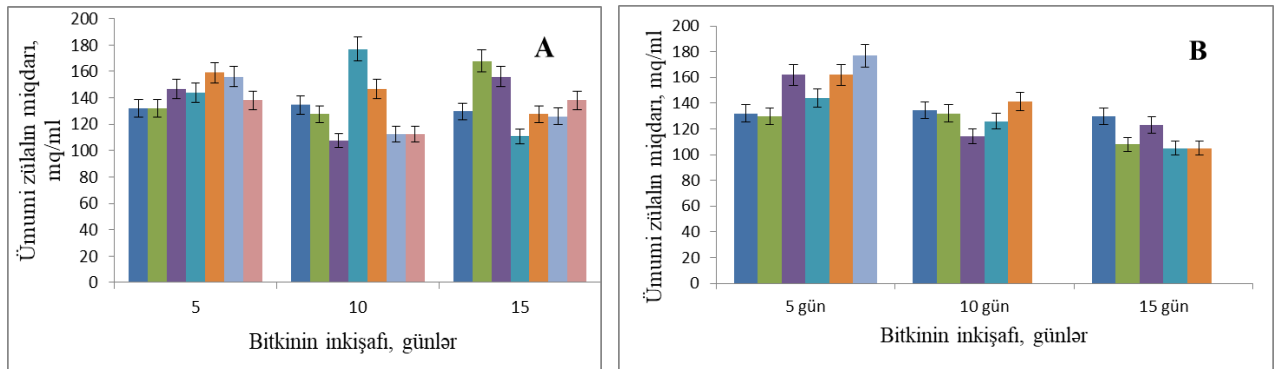 Ümumi zülalın miqdarı,
mq/ml
200
180
160
140
120
100
80
60
40
20
0
A
5 10 15
Bitkinin inkişafı, günlər
Ümumi zülalın miqdarı, mq/ml
200
180
160
140
120
100
80
60
40
20
0
B
5 gün 10 gün 15 gün
Bitkinin inkişafı, günlər